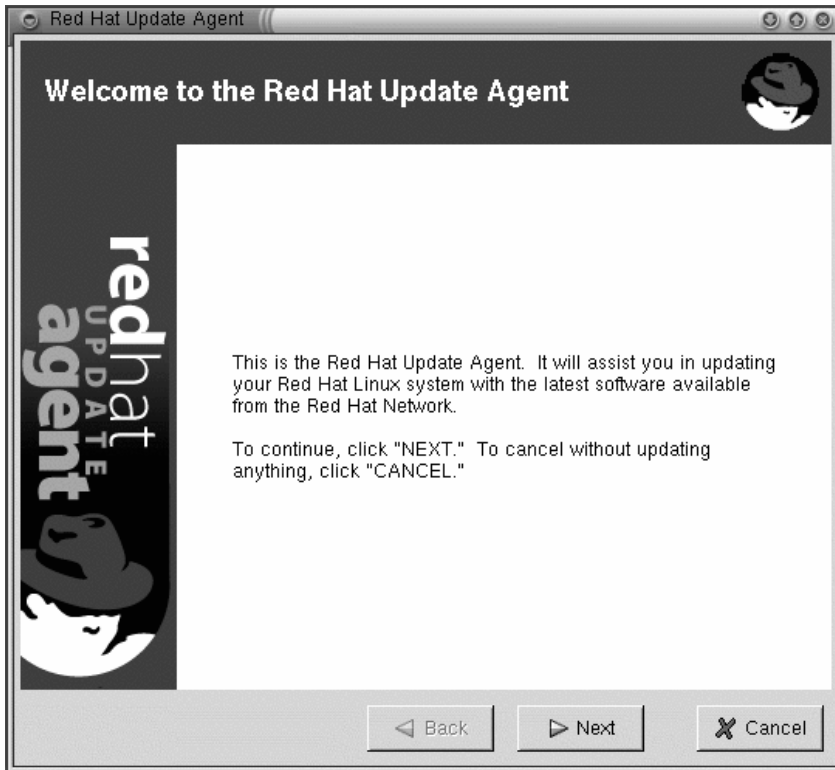 Red Hat Update Agent
Welcome to the Red Hat Update Agent
redhat
UPDATE
agent
This is the Red Hat Update Agent.  It will assist you in updating
your Red Hat Linux system with the latest software available
from the Red Hat Network.
To continue, click "NEXT."  To cancel without updating
anything, click "CANCEL."
Back
Next
Cancel